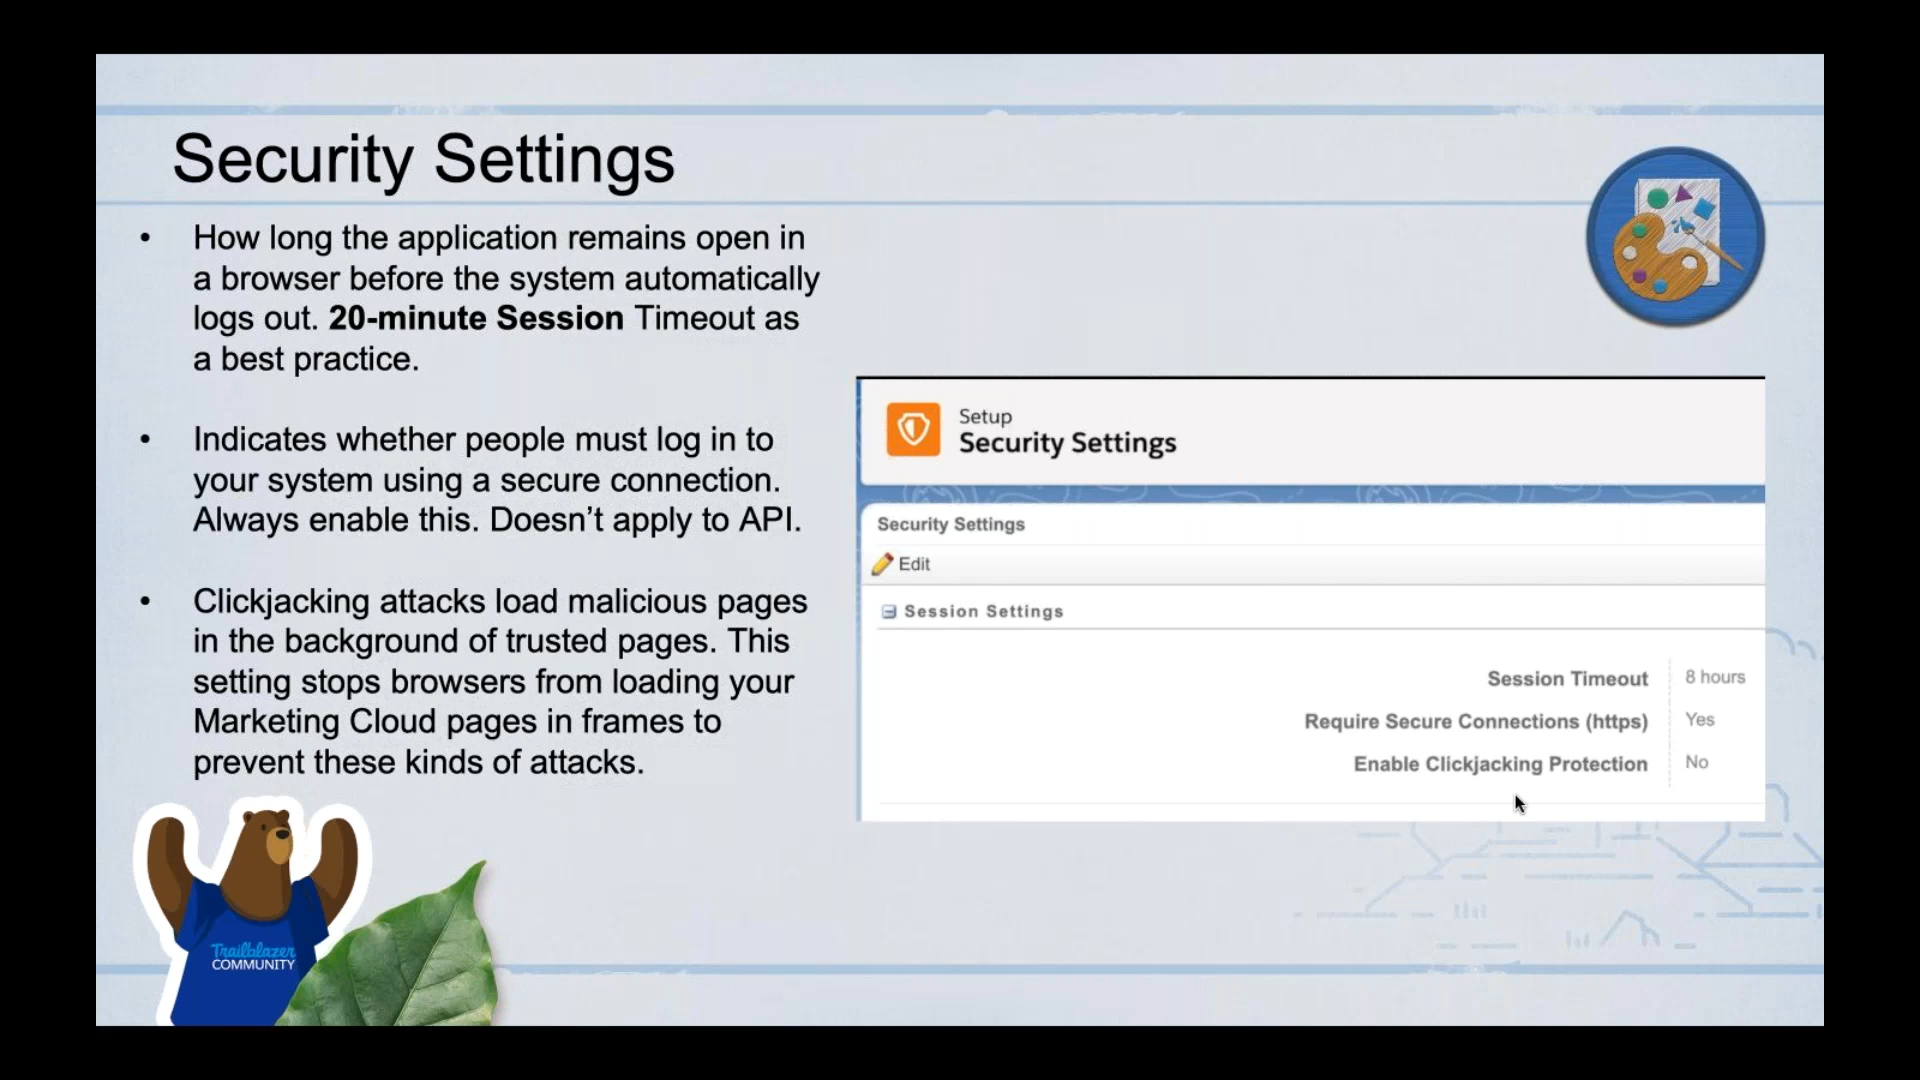 Security Settings
• How long the application remains open in
a browser before the system automatically
logs out. 20-minute Session Timeout as
a best practice.
• Indicates whether people must log in to
your system using a secure connection.
Always enable this. Doesn’t apply to API.
• Clickjacking attacks load malicious pages
in the background of trusted pages. This
setting stops browsers from loading your
Marketing Cloud pages in frames to
prevent these kinds of attacks.
Setup
Security Settings
Security Settings
Edit
Session Settings
Session Timeout 8 hours
Require Secure Connections (https) Yes
Enable Clickjacking Protection No
Trailblazer
COMMUNITY